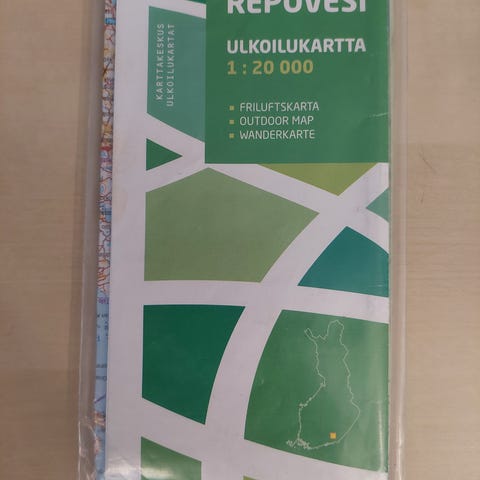 REPOVESI
ULKOILUKARTTA
1 : 20 000
FRILUFTSKARTA
OUTDOOR MAP
WANDERKARTE
KARTTAKESKUS
ULKOILUKARTAT